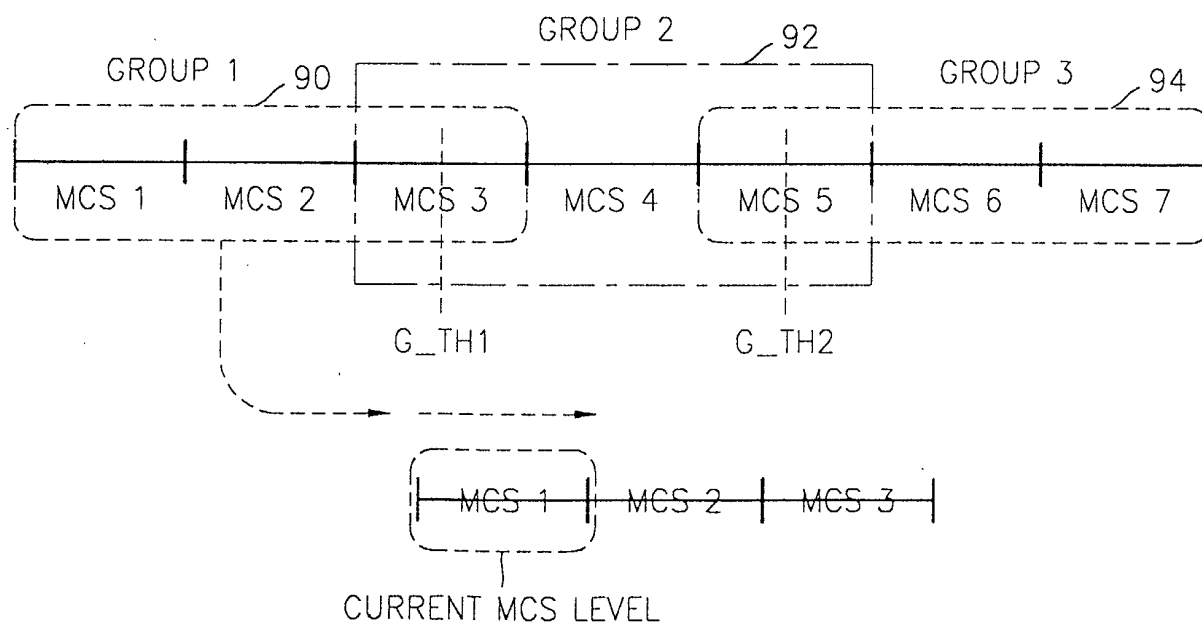 GROUP 2
92
GROUP 1
90
GROUP 3
94
MCS 1
MCS 2
MCS 3
MCS 4
MCS 5
MCS 6
MCS 7
G_TH1
G_TH2
MCS 1
MCS 2
MCS 3
CURRENT MCS LEVEL